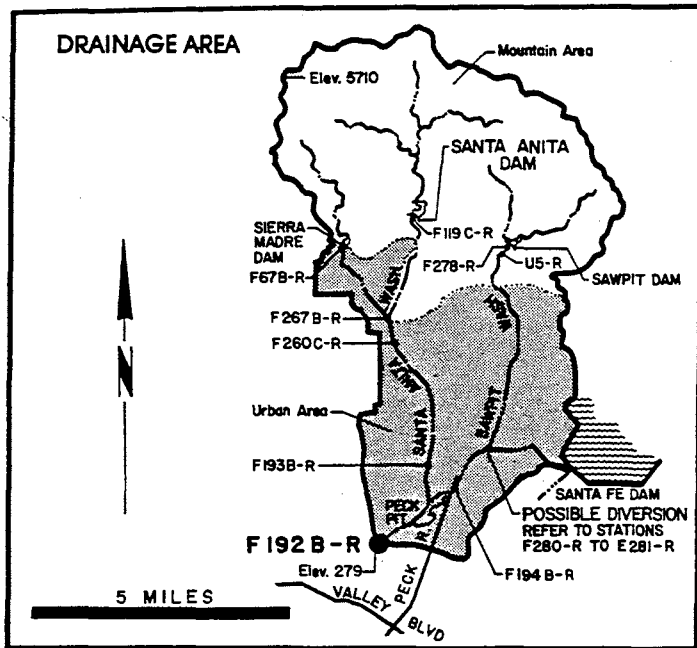 DRAINAGE AREA
Mountain Area
Elev. 5710
SANTA ANITA
DAM
SIERRA
MADRE
DAM
F119C-R
F67B-R
F278-R
U5-R
SAWPIT DAM
WASH
WASH
F267B-R
F260C-R
ANITA
Urban Area
SANTA
SAWPIT
F193B-R
SANTA FE DAM
PECK
PIT
POSSIBLE DIVERSION
REFER TO STATIONS
F280-R TO E281-R
F192B-R
R.
Elev. 279
F194B-R
PECK
5 MILES
VALLEY
BLVD
N